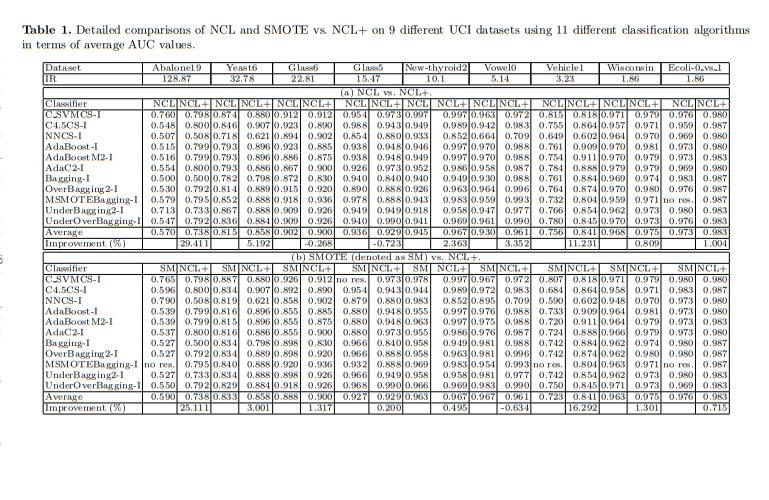 Table 1. Detailed comparisons of NCL and SMOTE vs. NCL+ on 9 different UCI datasets using 11 different classification algorithms
in terms of average AUC values.
Dataset Abalone19 Yeast6 Glass6 Glass5 New-thyroid2 Vowel0 Vehicle1 Wisconsin Ecoli-0_vs_1
IR 128.87 32.78 22.81 15.47 10.1 5.14 3.23 1.86 1.86
(a) NCL vs. NCL+.
Classifier NCL NCL+ NCL NCL+ NCL NCL+ NCL NCL+ NCL NCL+ NCL NCL+ NCL NCL+ NCL NCL+ NCL NCL+
C_SVMCS-I 0.760 0.798 0.874 0.880 0.912 0.912 0.954 0.973 0.997 0.997 0.963 0.972 0.815 0.818 0.971 0.979 0.976 0.980
C4.5CS-I 0.548 0.800 0.846 0.907 0.923 0.890 0.988 0.943 0.949 0.989 0.942 0.983 0.755 0.864 0.957 0.971 0.959 0.987
NNCS-I 0.507 0.508 0.718 0.621 0.894 0.902 0.854 0.880 0.933 0.852 0.664 0.709 0.649 0.602 0.964 0.970 0.969 0.980
AdaBoost-I 0.515 0.799 0.793 0.896 0.923 0.885 0.938 0.948 0.946 0.997 0.970 0.988 0.761 0.909 0.970 0.981 0.973 0.980
AdaBoostM2-I 0.516 0.799 0.793 0.896 0.886 0.875 0.938 0.948 0.949 0.997 0.970 0.988 0.754 0.911 0.970 0.979 0.973 0.983
AdaC2-I 0.554 0.800 0.793 0.886 0.867 0.900 0.926 0.973 0.952 0.986 0.958 0.987 0.784 0.888 0.979 0.979 0.969 0.980
Bagging-I 0.500 0.500 0.782 0.798 0.872 0.830 0.940 0.840 0.940 0.949 0.930 0.988 0.761 0.884 0.969 0.974 0.983 0.987
OverBagging2-I 0.530 0.792 0.814 0.889 0.915 0.920 0.890 0.888 0.926 0.963 0.964 0.996 0.764 0.874 0.970 0.980 0.976 0.987
MSMOTEBagging-I 0.579 0.795 0.852 0.888 0.918 0.936 0.978 0.888 0.943 0.983 0.959 0.993 0.732 0.804 0.959 0.971 no res. 0.987
UnderBagging2-I 0.713 0.733 0.867 0.888 0.909 0.926 0.949 0.949 0.918 0.958 0.947 0.977 0.766 0.854 0.962 0.973 0.980 0.983
UnderOverBagging-I 0.547 0.792 0.836 0.884 0.909 0.926 0.940 0.990 0.941 0.969 0.961 0.990 0.780 0.845 0.970 0.973 0.976 0.983
Average 0.570 0.738 0.815 0.858 0.902 0.900 0.936 0.929 0.945 0.967 0.930 0.961 0.756 0.841 0.968 0.975 0.973 0.983
Improvement (%) 29.411 5.192 -0.268 -0.723 2.363 3.352 11.231 0.809 1.004
(b) SMOTE (denoted as SM) vs. NCL+.
Classifier SM NCL+ SM NCL+ SM NCL+ SM NCL+ SM NCL+ SM NCL+ SM NCL+ SM NCL+ SM NCL+
C_SVMCS-I 0.765 0.798 0.887 0.880 0.926 0.912 no res. 0.973 0.978 0.997 0.967 0.972 0.807 0.818 0.971 0.979 0.980 0.980
C4.5CS-I 0.596 0.800 0.834 0.907 0.892 0.890 0.954 0.943 0.944 0.989 0.972 0.983 0.684 0.864 0.958 0.971 0.983 0.987
NNCS-I 0.790 0.508 0.819 0.621 0.858 0.902 0.879 0.880 0.983 0.852 0.895 0.709 0.590 0.602 0.948 0.970 0.973 0.980
AdaBoost-I 0.539 0.799 0.816 0.896 0.855 0.885 0.880 0.948 0.955 0.997 0.976 0.988 0.733 0.909 0.964 0.981 0.973 0.980
AdaBoostM2-I 0.539 0.799 0.815 0.896 0.855 0.875 0.880 0.948 0.963 0.997 0.975 0.988 0.720 0.911 0.964 0.979 0.973 0.983
AdaC2-I 0.537 0.800 0.816 0.886 0.855 0.900 0.880 0.973 0.955 0.986 0.976 0.987 0.724 0.888 0.966 0.979 0.973 0.980
Bagging-I 0.527 0.500 0.834 0.798 0.898 0.830 0.966 0.840 0.958 0.949 0.981 0.988 0.742 0.884 0.962 0.974 0.980 0.987
OverBagging2-I 0.527 0.792 0.834 0.889 0.898 0.920 0.966 0.888 0.958 0.963 0.981 0.996 0.742 0.874 0.962 0.980 0.980 0.987
MSMOTEBagging-I no res. 0.795 0.840 0.888 0.920 0.936 0.932 0.888 0.969 0.983 0.954 0.993 no res. 0.804 0.963 0.971 no res. 0.987
UnderBagging2-I 0.527 0.733 0.834 0.888 0.898 0.926 0.966 0.949 0.958 0.958 0.981 0.977 0.742 0.854 0.962 0.973 0.980 0.983
UnderOverBagging-I 0.550 0.792 0.829 0.884 0.918 0.926 0.968 0.990 0.966 0.969 0.983 0.990 0.750 0.845 0.971 0.973 0.969 0.983
Average 0.590 0.738 0.833 0.858 0.888 0.900 0.927 0.929 0.963 0.967 0.967 0.961 0.723 0.841 0.963 0.975 0.976 0.983
Improvement (%) 25.111 3.001 1.317 0.200 0.495 -0.634 16.292 1.301 0.715